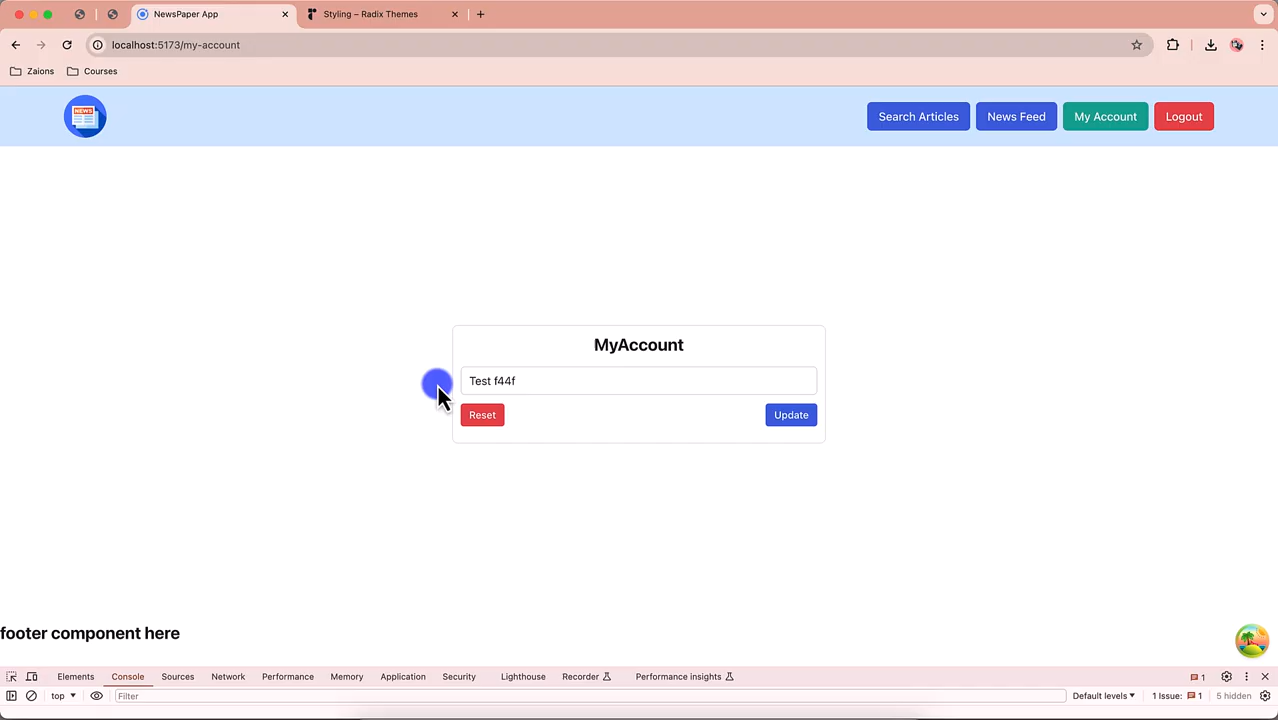 NewsPaper App
Styling – Radix Themes
localhost:5173/my-account
Zaions
Courses
NEWS
Search Articles
News Feed
My Account
Logout
MyAccount
Test f44f
Reset
Update
footer component here
Elements
Console
Sources
Network
Performance
Memory
Application
Security
Lighthouse
Recorder
Performance insights
1
top
Filter
Default levels
1 Issue:
1
5 hidden